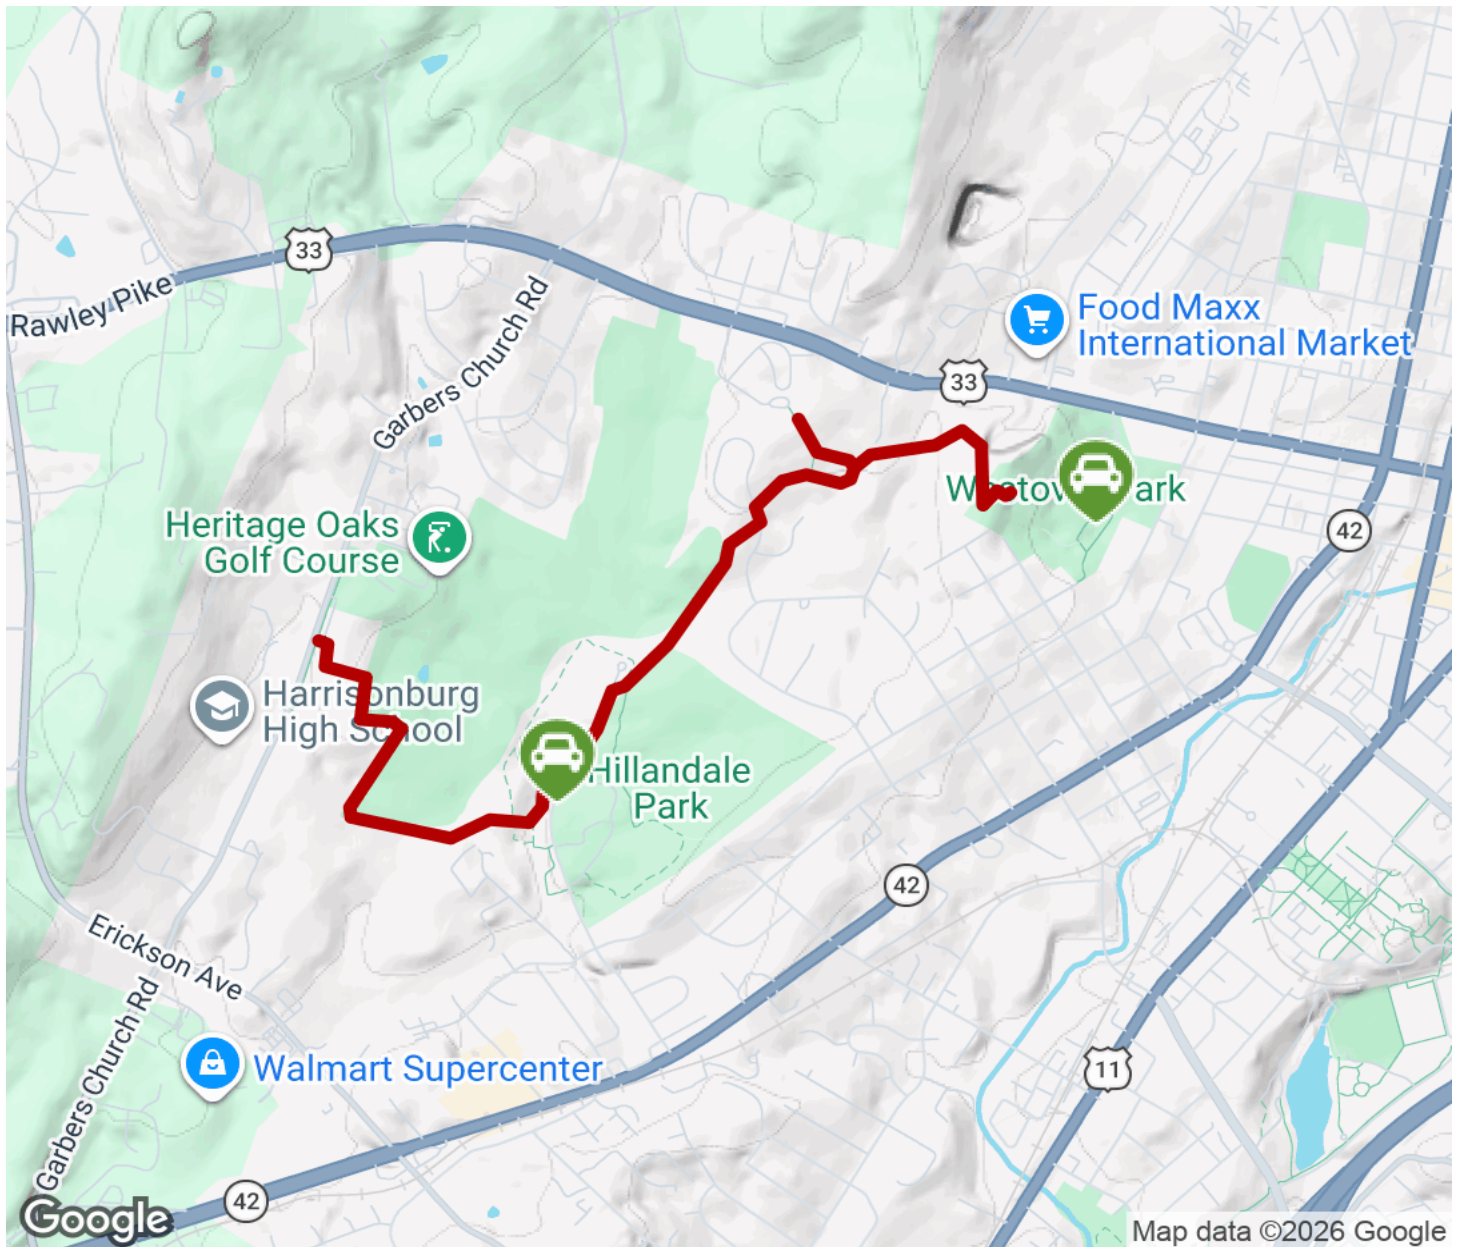 33
Rawley Pike
Garbers Church Rd
Food Maxx
International Market
33
42
Heritage Oaks
Golf Course
Harrisonburg
High School
Hillandale
Park
42
Erickson Ave
Garbers Church Rd
Walmart Supercenter
11
42
Google
Map data ©2026 Google